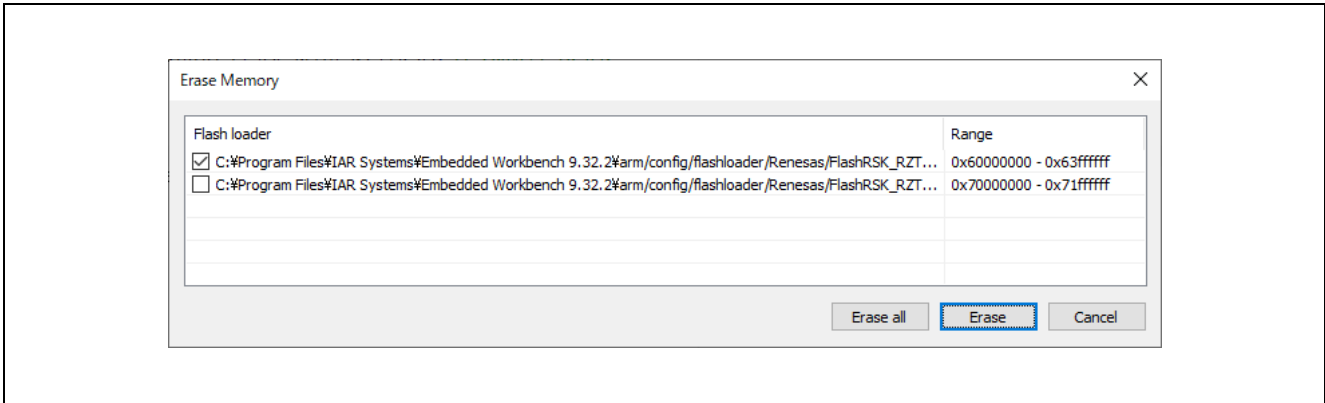 Erase Memory
Flash loader Range
C:¥Program Files¥IAR Systems¥Embedded Workbench 9.32.2¥arm/config/flashloader/Renesas/FlashRSK_RZT... 0x60000000 - 0x63ffffff
C:¥Program Files¥IAR Systems¥Embedded Workbench 9.32.2¥arm/config/flashloader/Renesas/FlashRSK_RZT... 0x70000000 - 0x71ffffff
Erase all Erase Cancel